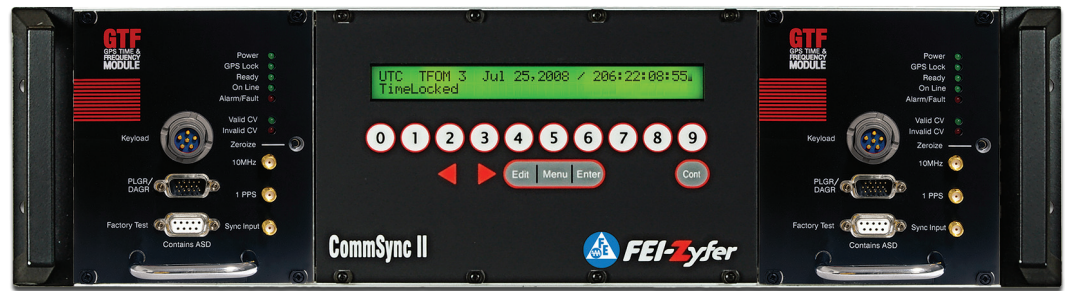 GTF
GPS TIME &
FREQUENCY
MODULE
Power
GPS Lock
Ready
On Line
Alarm/Fault
Valid CV
Invalid CV
Keyload
Zeroize
10MHz
PLGR/
DAGR
1 PPS
Factory Test
Sync Input
Contains ASD
UTC TFOM 3 Jul 25,2008 / 206:22:08:55
TimeLocked
0 1 2 3 4 5 6 7 8 9
Edit Menu Enter
Cont
CommSync II
FEI-Zyfer
GTF
GPS TIME &
FREQUENCY
MODULE
Power
GPS Lock
Ready
On Line
Alarm/Fault
Valid CV
Invalid CV
Keyload
Zeroize
10MHz
PLGR/
DAGR
1 PPS
Factory Test
Sync Input
Contains ASD